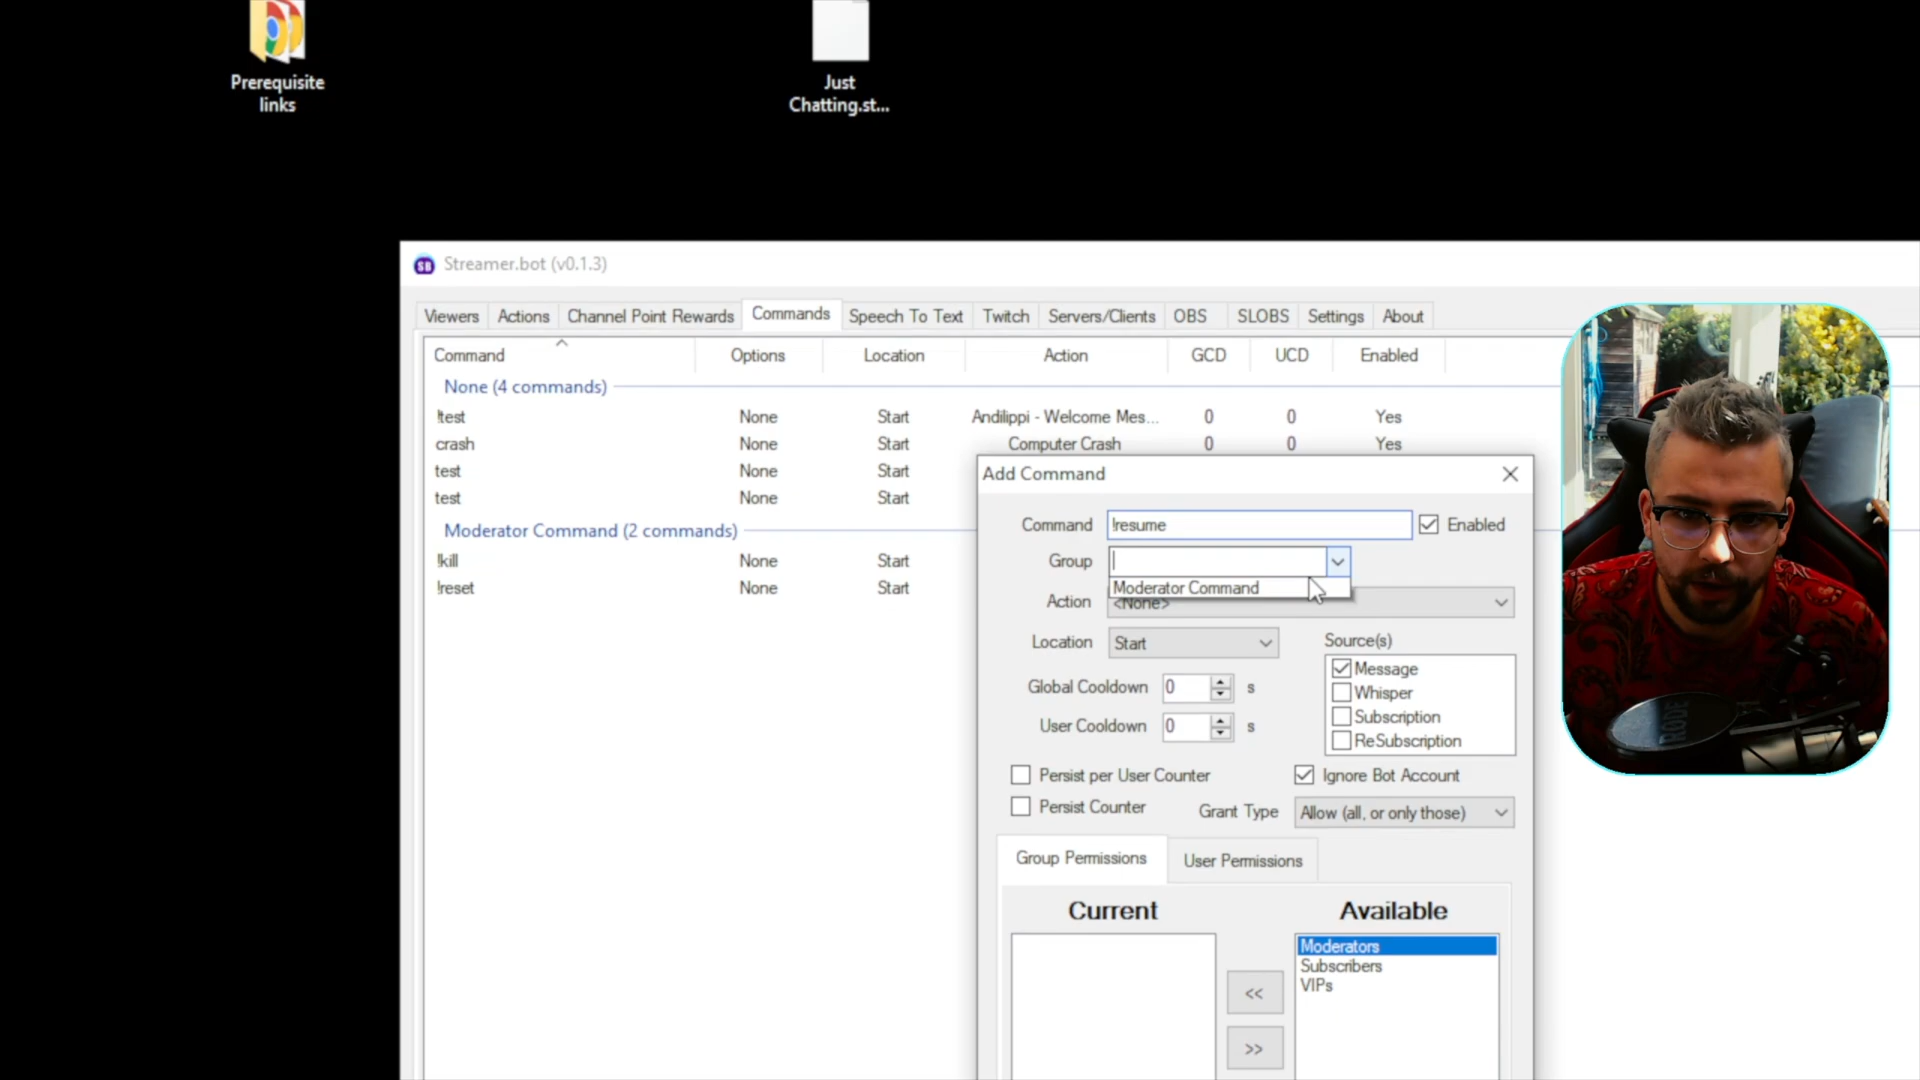 Prerequisite
links
Just
Chatting.st...
SB Streamer.bot (v0.1.3)
Viewers Actions Channel Point Rewards Commands Speech To Text Twitch Servers/Clients OBS SLOBS Settings About
Command Options Location Action GCD UCD Enabled
None (4 commands)
!test None Start Andilippi - Welcome Mes... 0 0 Yes
crash None Start Computer Crash 0 0 Yes
test None Start
test None Start
Moderator Command (2 commands)
!kill None Start
!reset None Start
Add Command
Command !resume Enabled
Group
Moderator Command
Action <None>
Location Start Source(s)
Message
Whisper
Subscription
ReSubscription
Global Cooldown 0 s
User Cooldown 0 s
Persist per User Counter Ignore Bot Account
Persist Counter Grant Type Allow (all, or only those)
Group Permissions User Permissions
Current Available
Moderators
Subscribers
VIPs
<<
>>
RODE